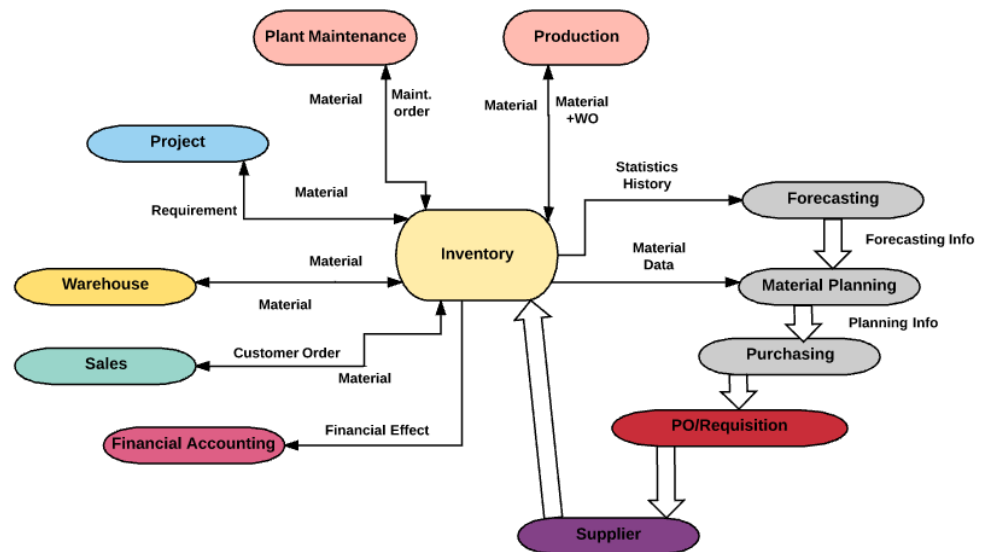 Plant Maintenance
Production
Material
Maint.
order
Material
Material
+WO
Project
Material
Requirement
Statistics
History
Forecasting
Forecasting Info
Inventory
Material
Data
Material
Warehouse
Material
Material Planning
Planning Info
Purchasing
Customer Order
Sales
Material
PO/Requisition
Financial Effect
Financial Accounting
Supplier